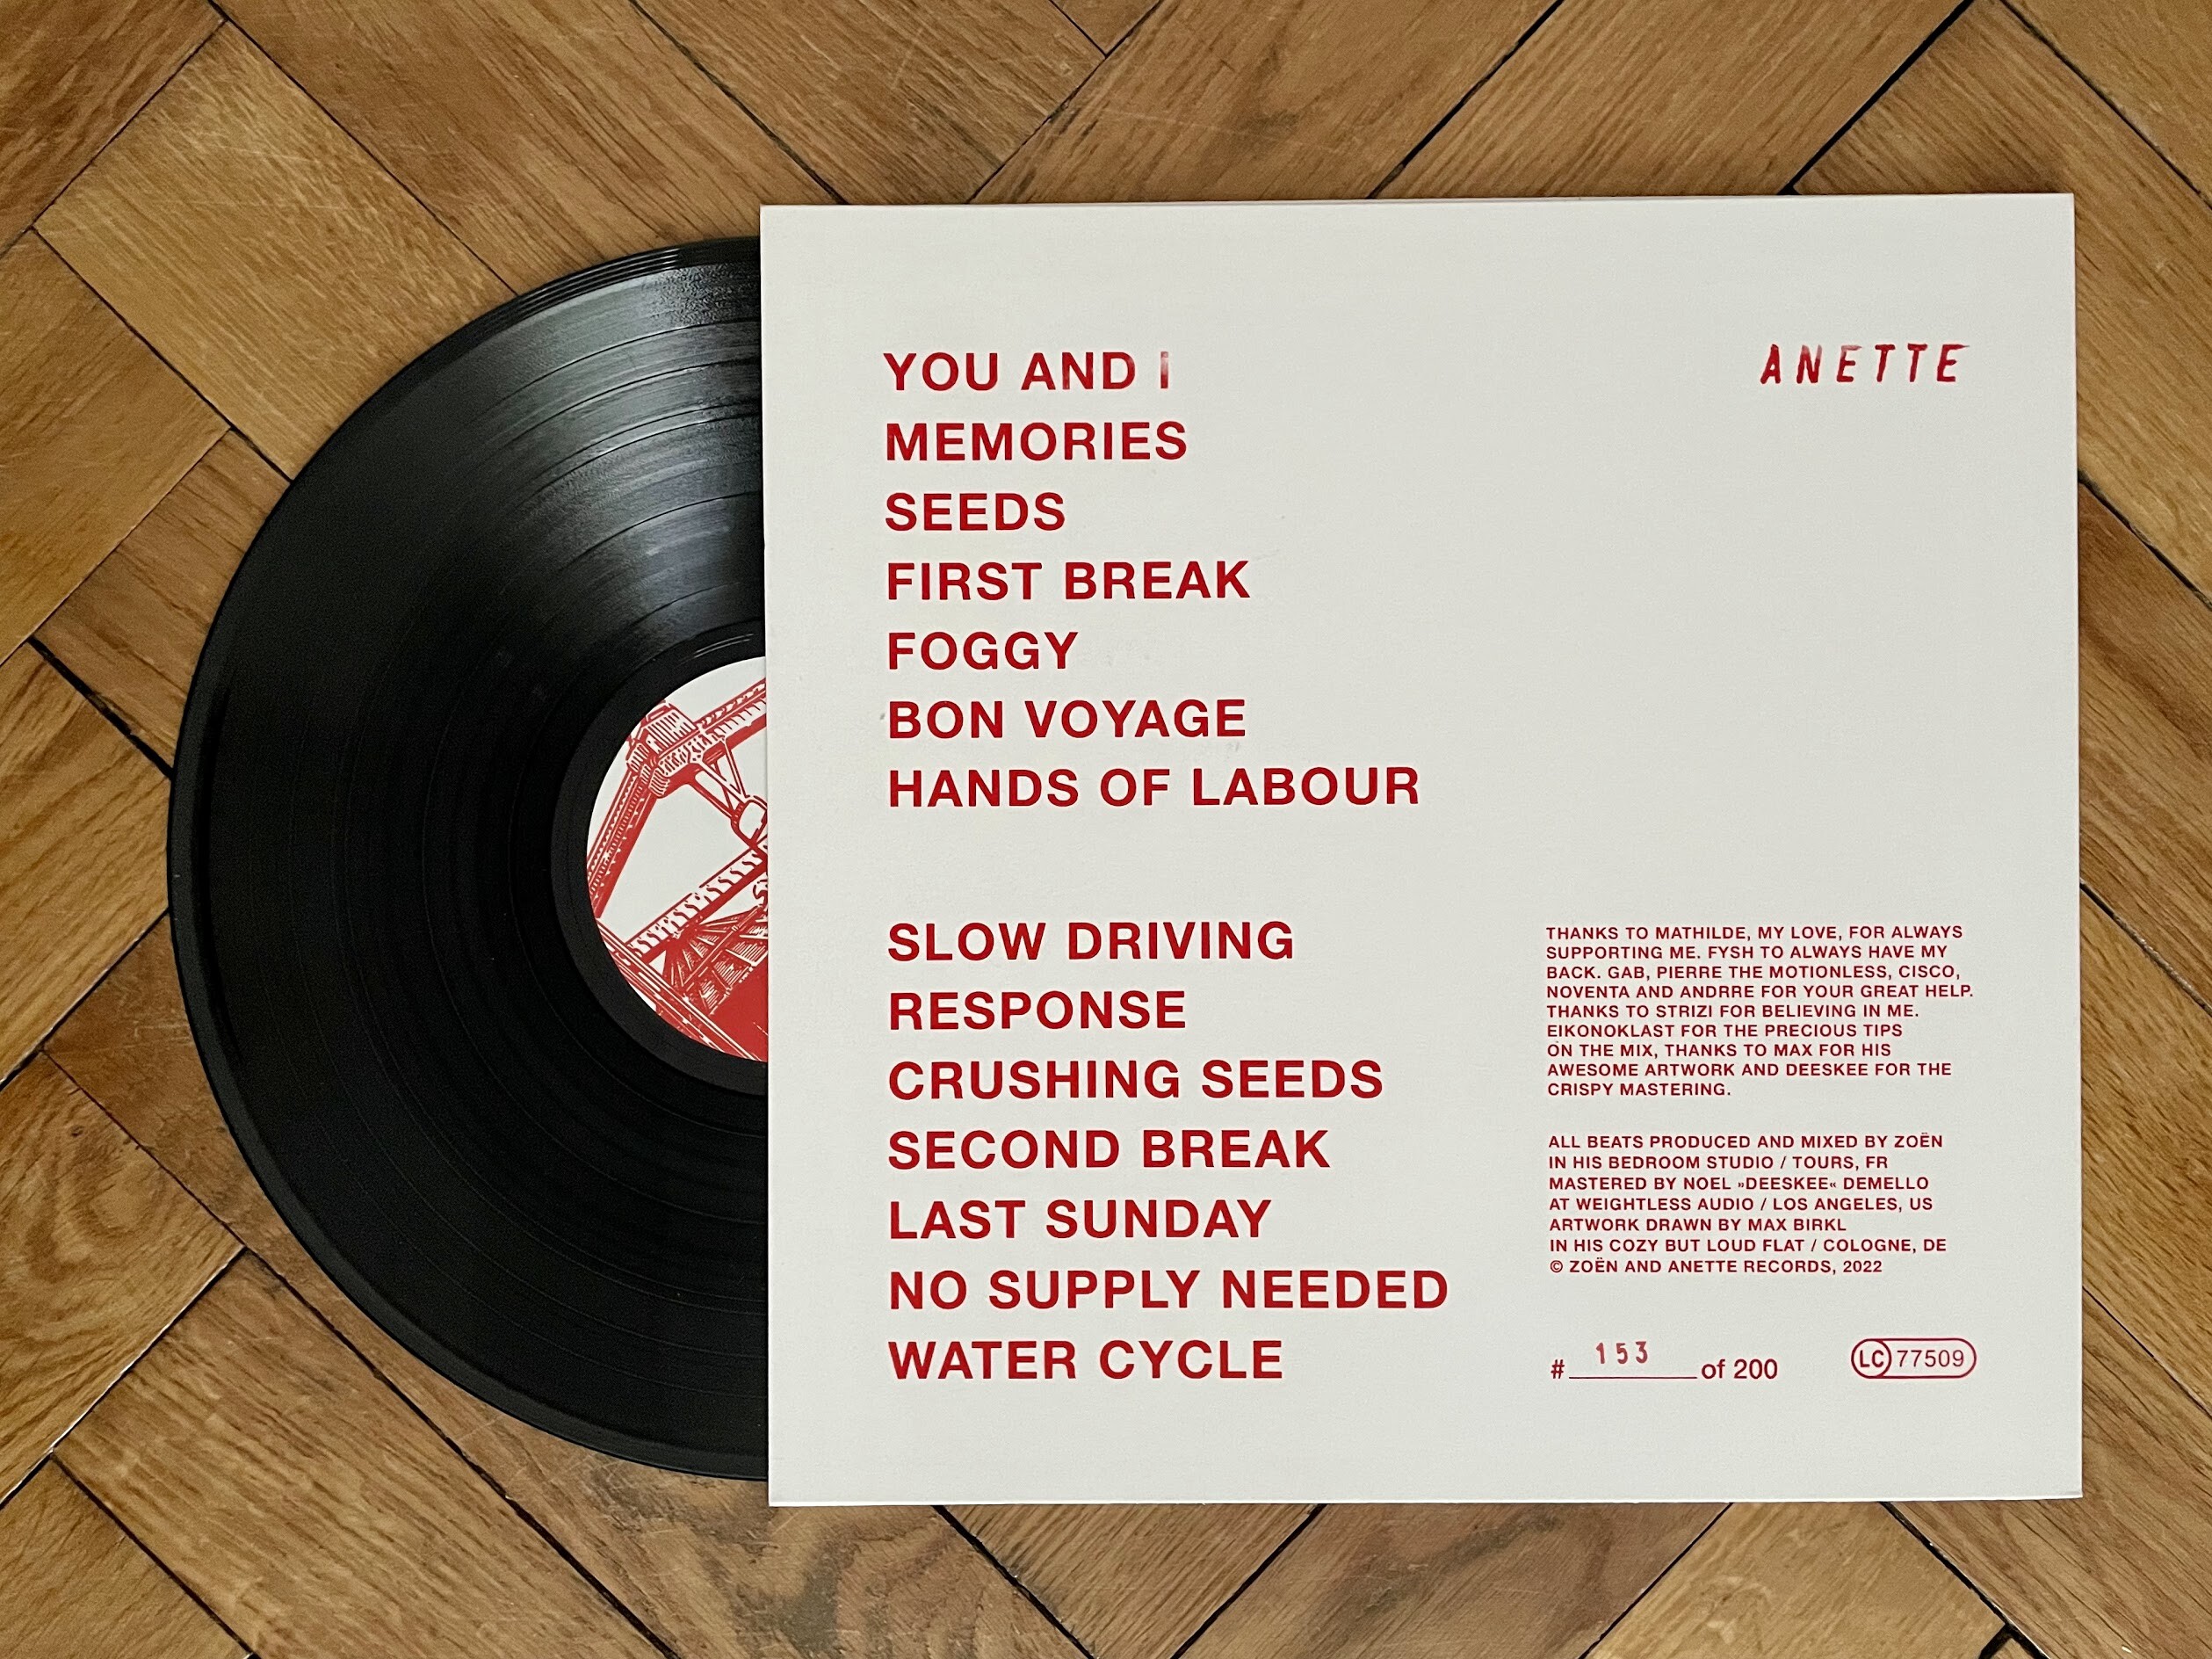 YOU AND I
MEMORIES
SEEDS
FIRST BREAK
FOGGY
BON VOYAGE
HANDS OF LABOUR
SLOW DRIVING
RESPONSE
CRUSHING SEEDS
SECOND BREAK
LAST SUNDAY
NO SUPPLY NEEDED
WATER CYCLE
ANETTE
THANKS TO MATHILDE, MY LOVE, FOR ALWAYS
SUPPORTING ME. FYSH TO ALWAYS HAVE MY
BACK. GAB, PIERRE THE MOTIONLESS, CISCO,
NOVENTA AND ANDRRE FOR YOUR GREAT HELP.
THANKS TO STRIZI FOR BELIEVING IN ME.
EIKONOKLAST FOR THE PRECIOUS TIPS
ON THE MIX, THANKS TO MAX FOR HIS
AWESOME ARTWORK AND DEESKEE FOR THE
CRISPY MASTERING.
ALL BEATS PRODUCED AND MIXED BY ZOËN
IN HIS BEDROOM STUDIO / TOURS, FR
MASTERED BY NOEL »DEESKEE« DEMELLO
AT WEIGHTLESS AUDIO / LOS ANGELES, US
ARTWORK DRAWN BY MAX BIRKL
IN HIS COZY BUT LOUD FLAT / COLOGNE, DE
© ZOËN AND ANETTE RECORDS, 2022
# 153 of 200
LC 77509